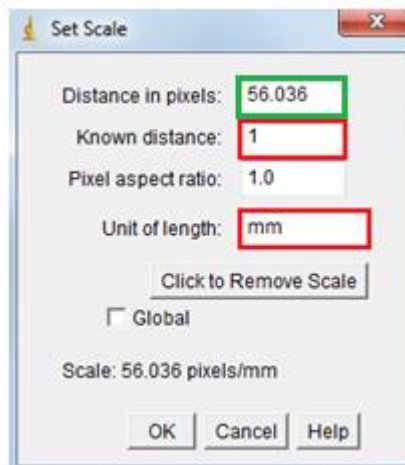 Set Scale
Distance in pixels: 56.036
Known distance: 1
Pixel aspect ratio: 1.0
Unit of length: mm
Click to Remove Scale
Global
Scale: 56.036 pixels/mm
OK Cancel Help